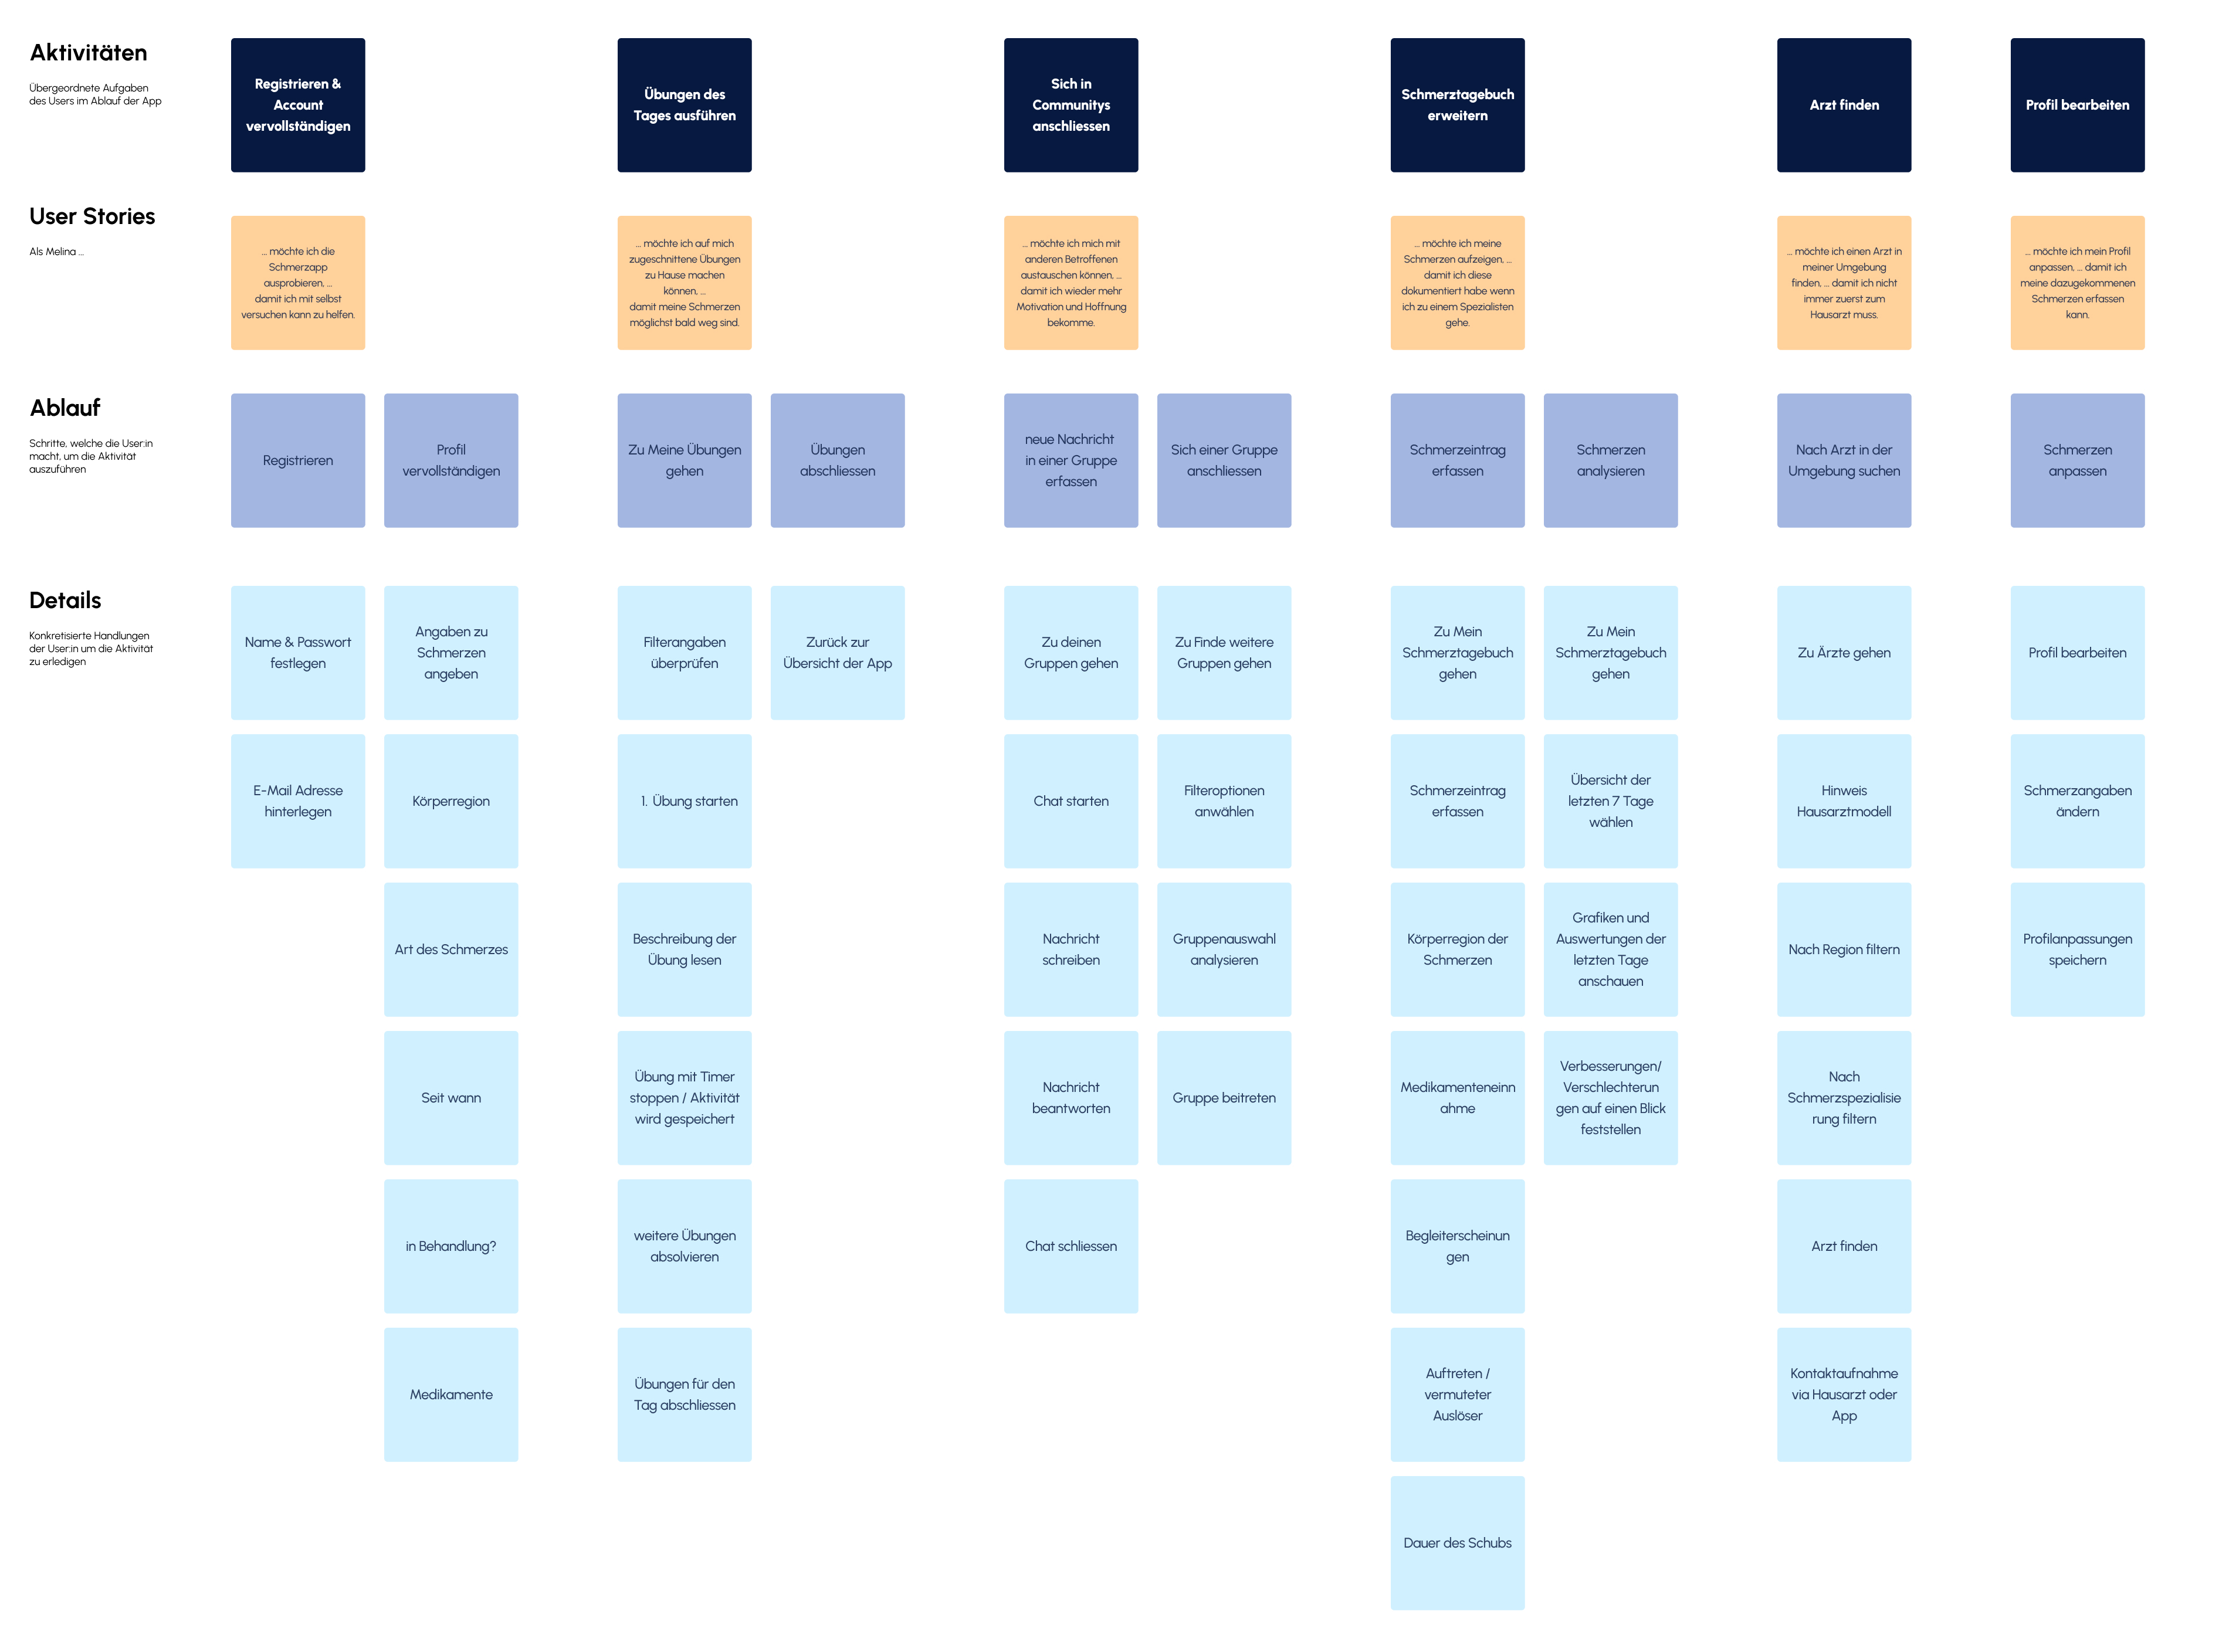 Aktivitäten
Übergeordnete Aufgaben
des Users im Ablauf der App
Registrieren &
Account
vervollständigen
Übungen des
Tages ausführen
Sich in
Communitys
anschliessen
Schmerztagebuch
erweitern
Arzt finden
Profil bearbeiten
User Stories
Als Melina ...
... möchte ich die
Schmerzapp
ausprobieren, ...
damit ich mit selbst
versuchen kann zu helfen.
... möchte ich auf mich
zugeschnittene Übungen
zu Hause machen
können, ...
damit meine Schmerzen
möglichst bald weg sind.
... möchte ich mich mit
anderen Betroffenen
austauschen können, ...
damit ich wieder mehr
Motivation und Hoffnung
bekomme.
... möchte ich meine
Schmerzen aufzeigen, ...
damit ich diese
dokumentiert habe wenn
ich zu einem Spezialisten
gehe.
... möchte ich einen Arzt in
meiner Umgebung
finden, ... damit ich nicht
immer zuerst zum
Hausarzt muss.
... möchte ich mein Profil
anpassen, ... damit ich
meine dazugekommenen
Schmerzen erfassen
kann.
Ablauf
Schritte, welche die User:in
macht, um die Aktivität
auszuführen
Registrieren
Profil
vervollständigen
Zu Meine Übungen
gehen
Übungen
abschliessen
neue Nachricht
in einer Gruppe
erfassen
Sich einer Gruppe
anschliessen
Schmerzeintrag
erfassen
Schmerzen
analysieren
Nach Arzt in der
Umgebung suchen
Schmerzen
anpassen
Details
Konkretisierte Handlungen
der User:in um die Aktivität
zu erledigen
Name & Passwort
festlegen
Angaben zu
Schmerzen
angeben
Filterangaben
überprüfen
Zurück zur
Übersicht der App
Zu deinen
Gruppen gehen
Zu Finde weitere
Gruppen gehen
Zu Mein
Schmerztagebuch
gehen
Zu Mein
Schmerztagebuch
gehen
Zu Ärzte gehen
Profil bearbeiten
E-Mail Adresse
hinterlegen
Körperregion
1. Übung starten
Chat starten
Filteroptionen
anwählen
Schmerzeintrag
erfassen
Übersicht der
letzten 7 Tage
wählen
Hinweis
Hausarztmodell
Schmerzangaben
ändern
Art des Schmerzes
Beschreibung der
Übung lesen
Nachricht
schreiben
Gruppenauswahl
analysieren
Körperregion der
Schmerzen
Grafiken und
Auswertungen der
letzten Tage
anschauen
Nach Region filtern
Profilanpassungen
speichern
Seit wann
Übung mit Timer
stoppen / Aktivität
wird gespeichert
Nachricht
beantworten
Gruppe beitreten
Medikamenteneinn
ahme
Verbesserungen/
Verschlechterun
gen auf einen Blick
feststellen
Nach
Schmerzspezialisie
rung filtern
in Behandlung?
weitere Übungen
absolvieren
Chat schliessen
Begleiterscheinun
gen
Arzt finden
Medikamente
Übungen für den
Tag abschliessen
Auftreten /
vermuteter
Auslöser
Kontaktaufnahme
via Hausarzt oder
App
Dauer des Schubs